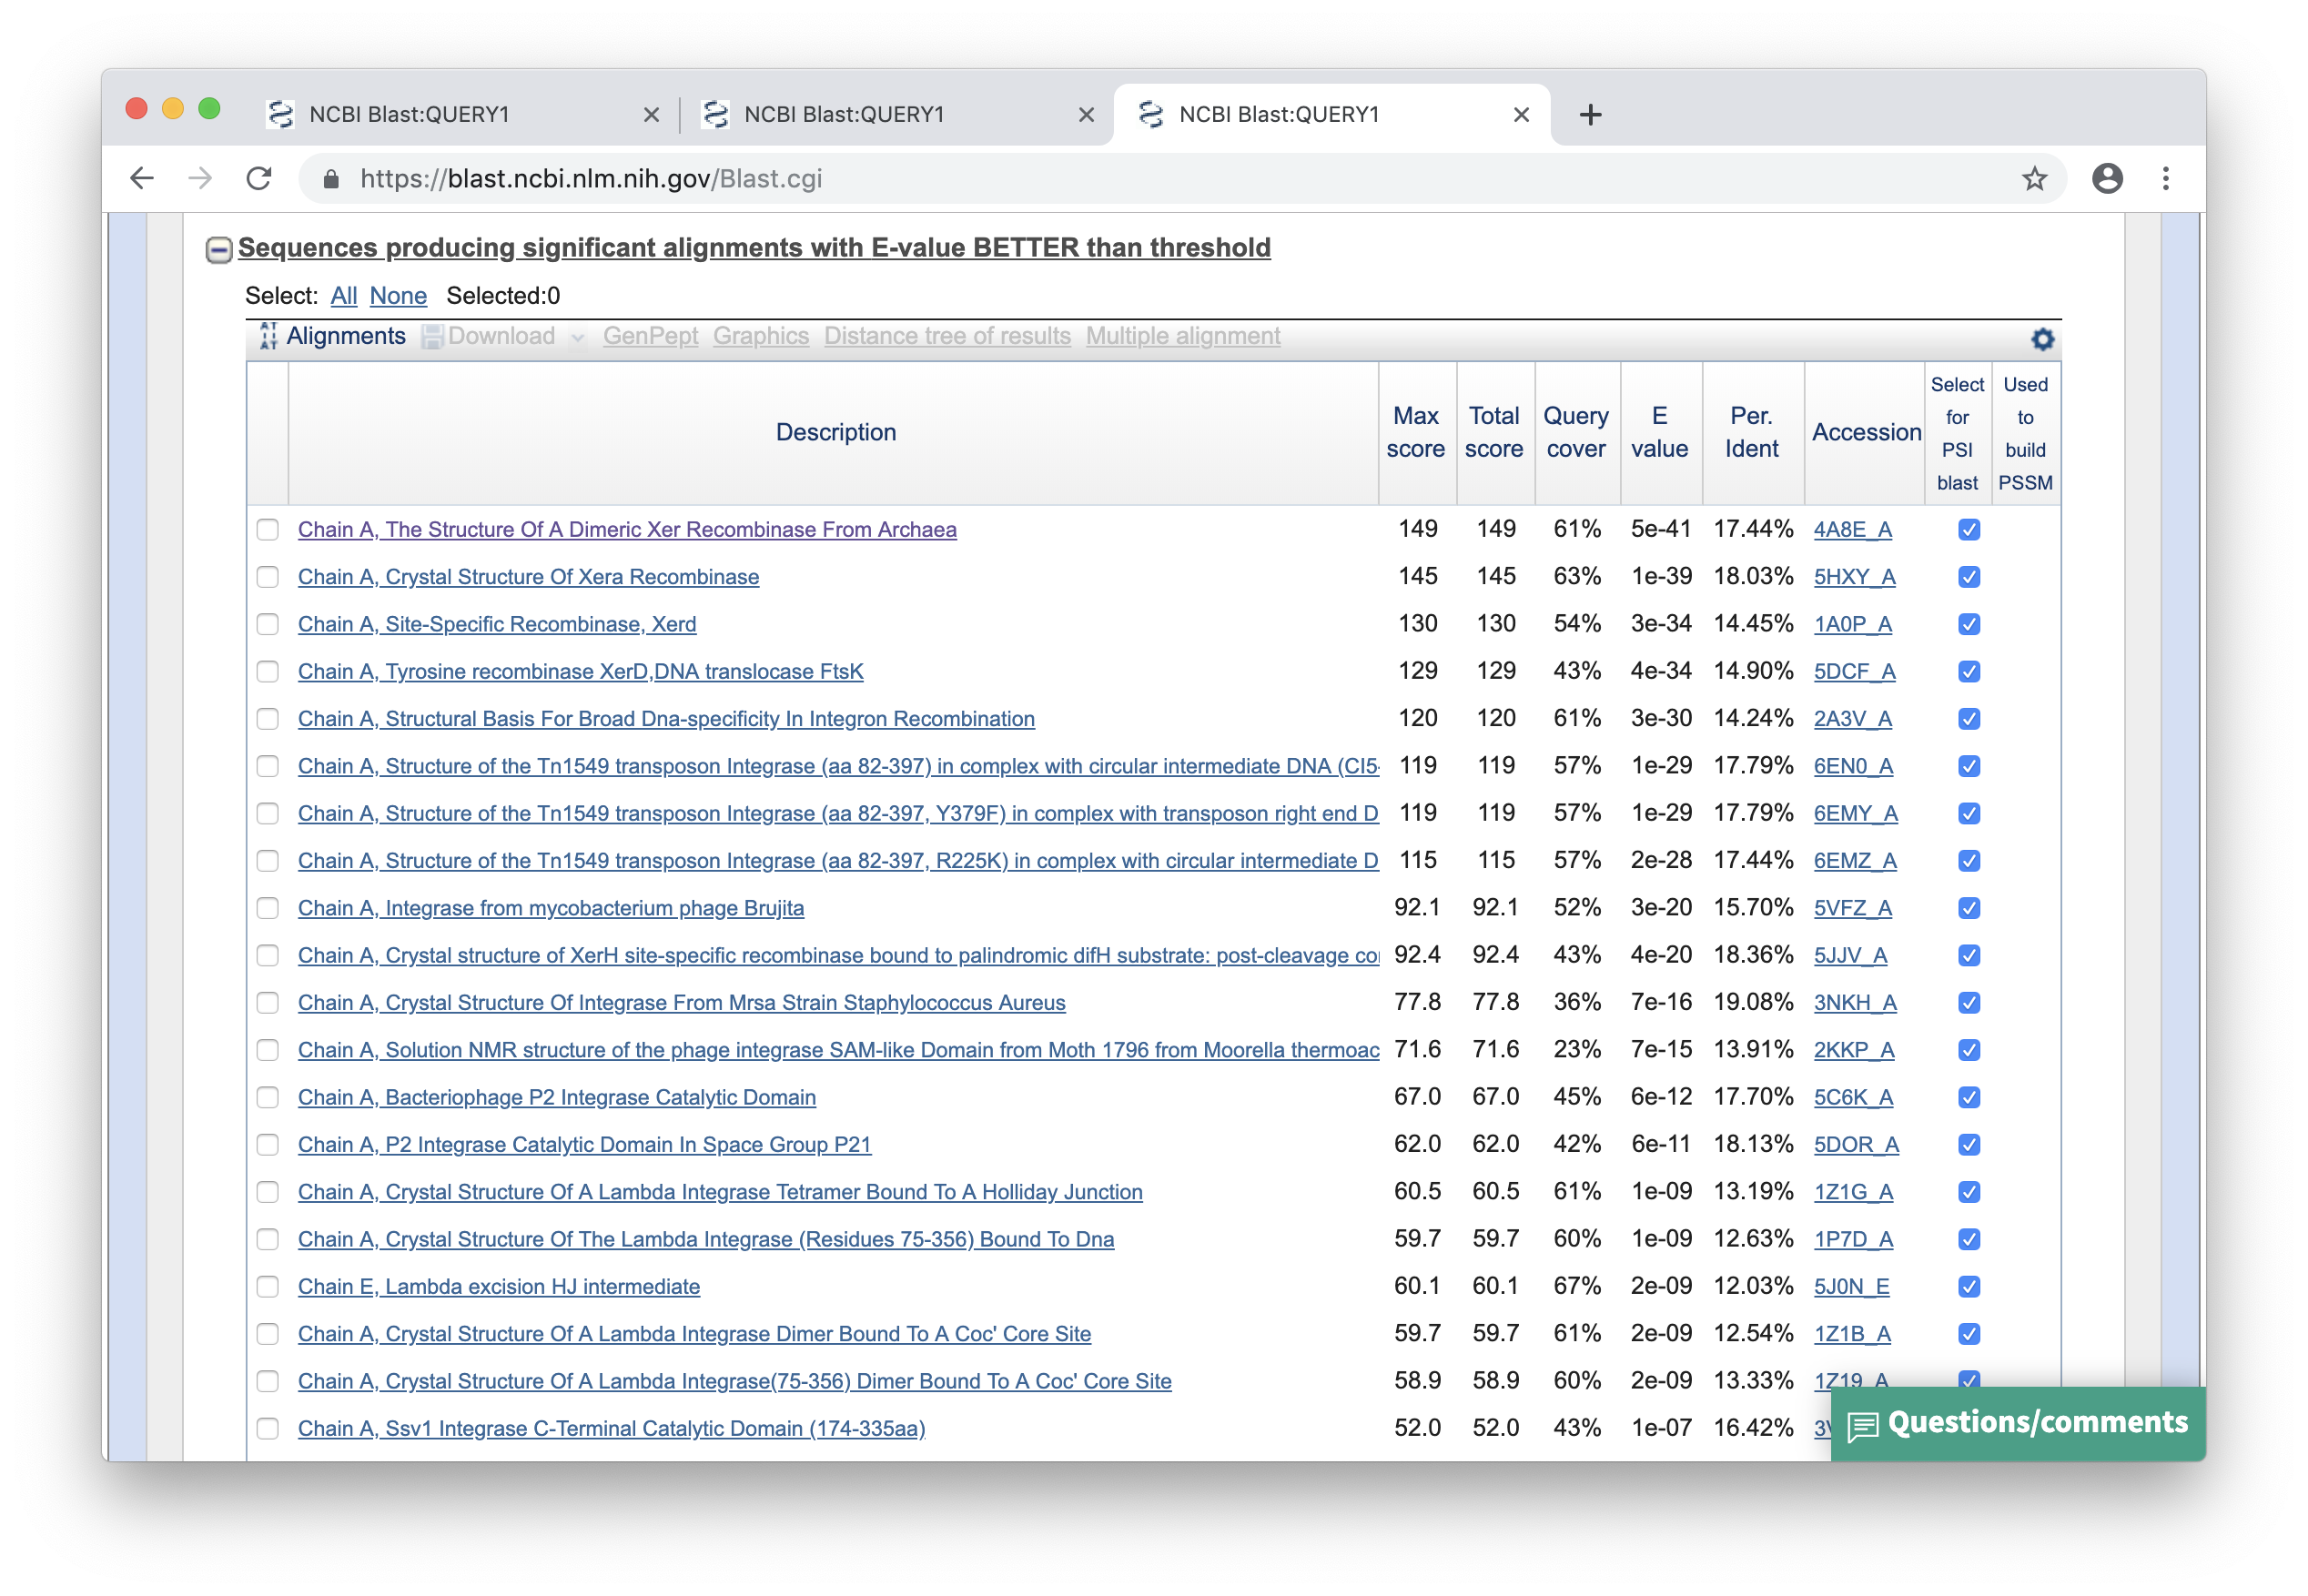 NCBI Blast:QUERY1 NCBI Blast:QUERY1 NCBI Blast:QUERY1
https://blast.ncbi.nlm.nih.gov/Blast.cgi
Sequences producing significant alignments with E-value BETTER than threshold
Select: All None Selected:0
Alignments Download GenPept Graphics Distance tree of results Multiple alignment
Description Max score Total score Query cover E value Per. Ident Accession Select for PSI blast Used to build PSSM
Chain A, The Structure Of A Dimeric Xer Recombinase From Archaea 149 149 61% 5e-41 17.44% 4A8E_A
Chain A, Crystal Structure Of Xera Recombinase 145 145 63% 1e-39 18.03% 5HXY_A
Chain A, Site-Specific Recombinase, Xerd 130 130 54% 3e-34 14.45% 1A0P_A
Chain A, Tyrosine recombinase XerD,DNA translocase FtsK 129 129 43% 4e-34 14.90% 5DCF_A
Chain A, Structural Basis For Broad Dna-specificity In Integron Recombination 120 120 61% 3e-30 14.24% 2A3V_A
Chain A, Structure of the Tn1549 transposon Integrase (aa 82-397) in complex with circular intermediate DNA (CI5- 119 119 57% 1e-29 17.79% 6EN0_A
Chain A, Structure of the Tn1549 transposon Integrase (aa 82-397, Y379F) in complex with transposon right end D 119 119 57% 1e-29 17.79% 6EMY_A
Chain A, Structure of the Tn1549 transposon Integrase (aa 82-397, R225K) in complex with circular intermediate D 115 115 57% 2e-28 17.44% 6EMZ_A
Chain A, Integrase from mycobacterium phage Brujita 92.1 92.1 52% 3e-20 15.70% 5VFZ_A
Chain A, Crystal structure of XerH site-specific recombinase bound to palindromic difH substrate: post-cleavage co 92.4 92.4 43% 4e-20 18.36% 5JJV_A
Chain A, Crystal Structure Of Integrase From Mrsa Strain Staphylococcus Aureus 77.8 77.8 36% 7e-16 19.08% 3NKH_A
Chain A, Solution NMR structure of the phage integrase SAM-like Domain from Moth 1796 from Moorella thermoac 71.6 71.6 23% 7e-15 13.91% 2KKP_A
Chain A, Bacteriophage P2 Integrase Catalytic Domain 67.0 67.0 45% 6e-12 17.70% 5C6K_A
Chain A, P2 Integrase Catalytic Domain In Space Group P21 62.0 62.0 42% 6e-11 18.13% 5DOR_A
Chain A, Crystal Structure Of A Lambda Integrase Tetramer Bound To A Holliday Junction 60.5 60.5 61% 1e-09 13.19% 1Z1G_A
Chain A, Crystal Structure Of The Lambda Integrase (Residues 75-356) Bound To Dna 59.7 59.7 60% 1e-09 12.63% 1P7D_A
Chain E, Lambda excision HJ intermediate 60.1 60.1 67% 2e-09 12.03% 5J0N_E
Chain A, Crystal Structure Of A Lambda Integrase Dimer Bound To A Coc' Core Site 59.7 59.7 61% 2e-09 12.54% 1Z1B_A
Chain A, Crystal Structure Of A Lambda Integrase(75-356) Dimer Bound To A Coc' Core Site 58.9 58.9 60% 2e-09 13.33% 1Z19_A
Chain A, Ssv1 Integrase C-Terminal Catalytic Domain (174-335aa) 52.0 52.0 43% 1e-07 16.42%
Questions/comments